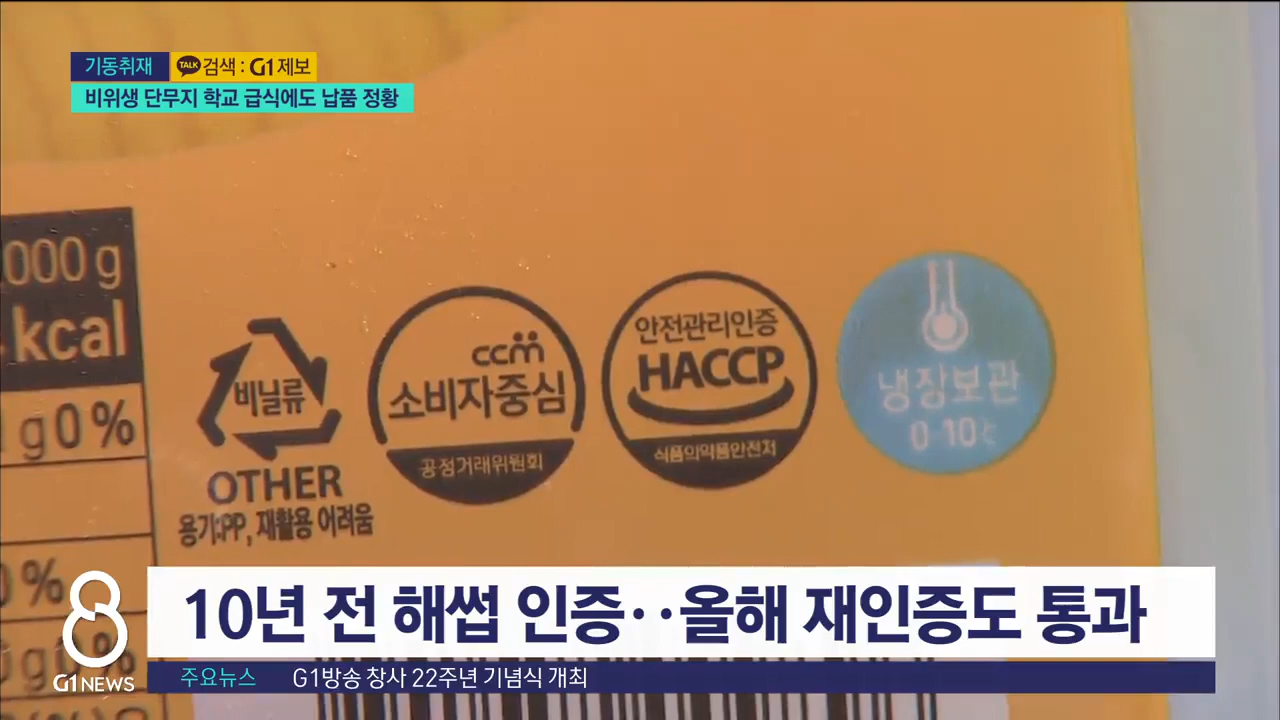 기동취재 TALK 검색 : G1 제보
비위생 단무지 학교 급식에도 납품 정황
000 g
kcal
g 0 %
0 %
g 0 %
비닐류
OTHER
용기:PP, 재활용 어려움
ccm
소비자중심
공정거래위원회
안전관리인증
HACCP
식품의약품안전처
냉장보관
0 10℃
10년 전 해썹 인증‥올해 재인증도 통과
8
G1 NEWS
주요뉴스 G1방송 창사 22주년 기념식 개최